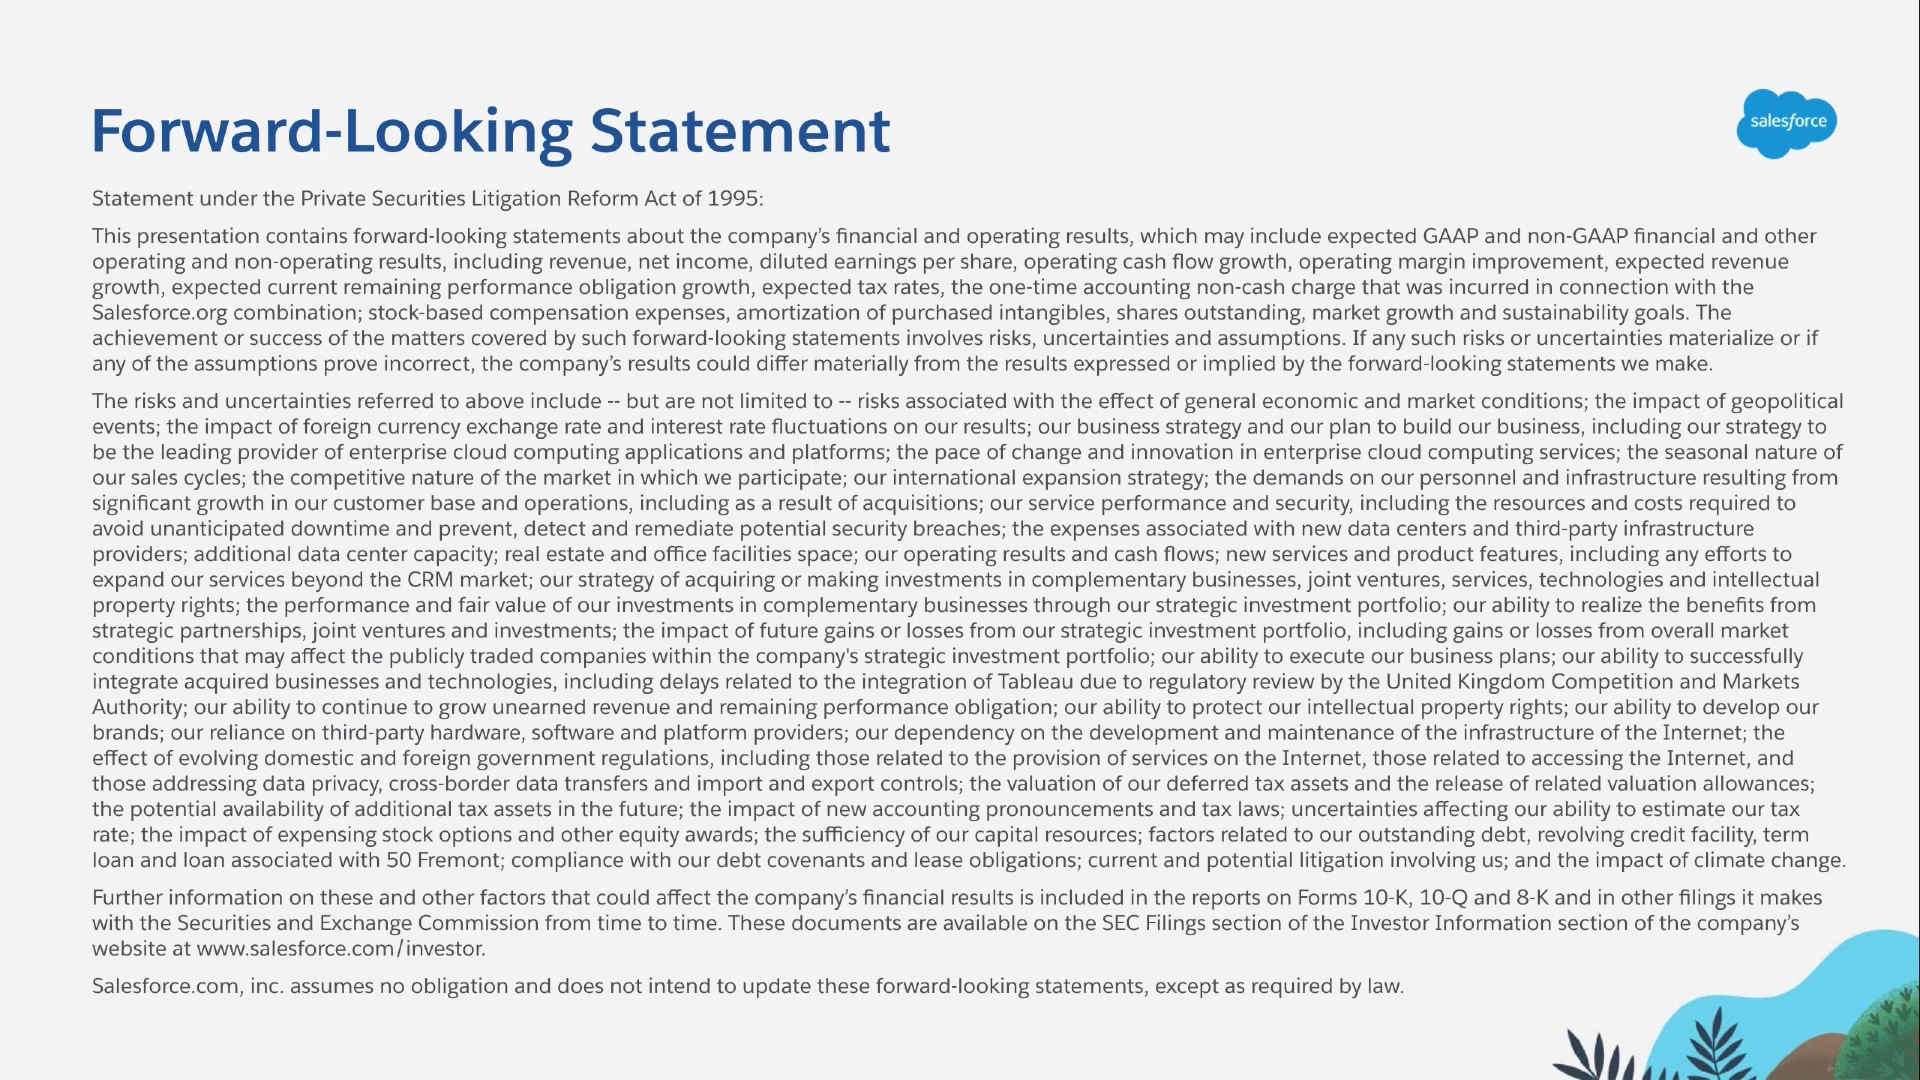 Forward-Looking Statement
salesforce
Statement under the Private Securities Litigation Reform Act of 1995:
This presentation contains forward-looking statements about the company’s financial and operating results, which may include expected GAAP and non-GAAP financial and other
operating and non-operating results, including revenue, net income, diluted earnings per share, operating cash flow growth, operating margin improvement, expected revenue
growth, expected current remaining performance obligation growth, expected tax rates, the one-time accounting non-cash charge that was incurred in connection with the
Salesforce.org combination; stock-based compensation expenses, amortization of purchased intangibles, shares outstanding, market growth and sustainability goals. The
achievement or success of the matters covered by such forward-looking statements involves risks, uncertainties and assumptions. If any such risks or uncertainties materialize or if
any of the assumptions prove incorrect, the company’s results could differ materially from the results expressed or implied by the forward-looking statements we make.
The risks and uncertainties referred to above include -- but are not limited to -- risks associated with the effect of general economic and market conditions; the impact of geopolitical
events; the impact of foreign currency exchange rate and interest rate fluctuations on our results; our business strategy and our plan to build our business, including our strategy to
be the leading provider of enterprise cloud computing applications and platforms; the pace of change and innovation in enterprise cloud computing services; the seasonal nature of
our sales cycles; the competitive nature of the market in which we participate; our international expansion strategy; the demands on our personnel and infrastructure resulting from
significant growth in our customer base and operations, including as a result of acquisitions; our service performance and security, including the resources and costs required to
avoid unanticipated downtime and prevent, detect and remediate potential security breaches; the expenses associated with new data centers and third-party infrastructure
providers; additional data center capacity; real estate and office facilities space; our operating results and cash flows; new services and product features, including any efforts to
expand our services beyond the CRM market; our strategy of acquiring or making investments in complementary businesses, joint ventures, services, technologies and intellectual
property rights; the performance and fair value of our investments in complementary businesses through our strategic investment portfolio; our ability to realize the benefits from
strategic partnerships, joint ventures and investments; the impact of future gains or losses from our strategic investment portfolio, including gains or losses from overall market
conditions that may affect the publicly traded companies within the company's strategic investment portfolio; our ability to execute our business plans; our ability to successfully
integrate acquired businesses and technologies, including delays related to the integration of Tableau due to regulatory review by the United Kingdom Competition and Markets
Authority; our ability to continue to grow unearned revenue and remaining performance obligation; our ability to protect our intellectual property rights; our ability to develop our
brands; our reliance on third-party hardware, software and platform providers; our dependency on the development and maintenance of the infrastructure of the Internet; the
effect of evolving domestic and foreign government regulations, including those related to the provision of services on the Internet, those related to accessing the Internet, and
those addressing data privacy, cross-border data transfers and import and export controls; the valuation of our deferred tax assets and the release of related valuation allowances;
the potential availability of additional tax assets in the future; the impact of new accounting pronouncements and tax laws; uncertainties affecting our ability to estimate our tax
rate; the impact of expensing stock options and other equity awards; the sufficiency of our capital resources; factors related to our outstanding debt, revolving credit facility, term
loan and loan associated with 50 Fremont; compliance with our debt covenants and lease obligations; current and potential litigation involving us; and the impact of climate change.
Further information on these and other factors that could affect the company’s financial results is included in the reports on Forms 10-K, 10-Q and 8-K and in other filings it makes
with the Securities and Exchange Commission from time to time. These documents are available on the SEC Filings section of the Investor Information section of the company’s
website at www.salesforce.com/investor.
Salesforce.com, inc. assumes no obligation and does not intend to update these forward-looking statements, except as required by law.